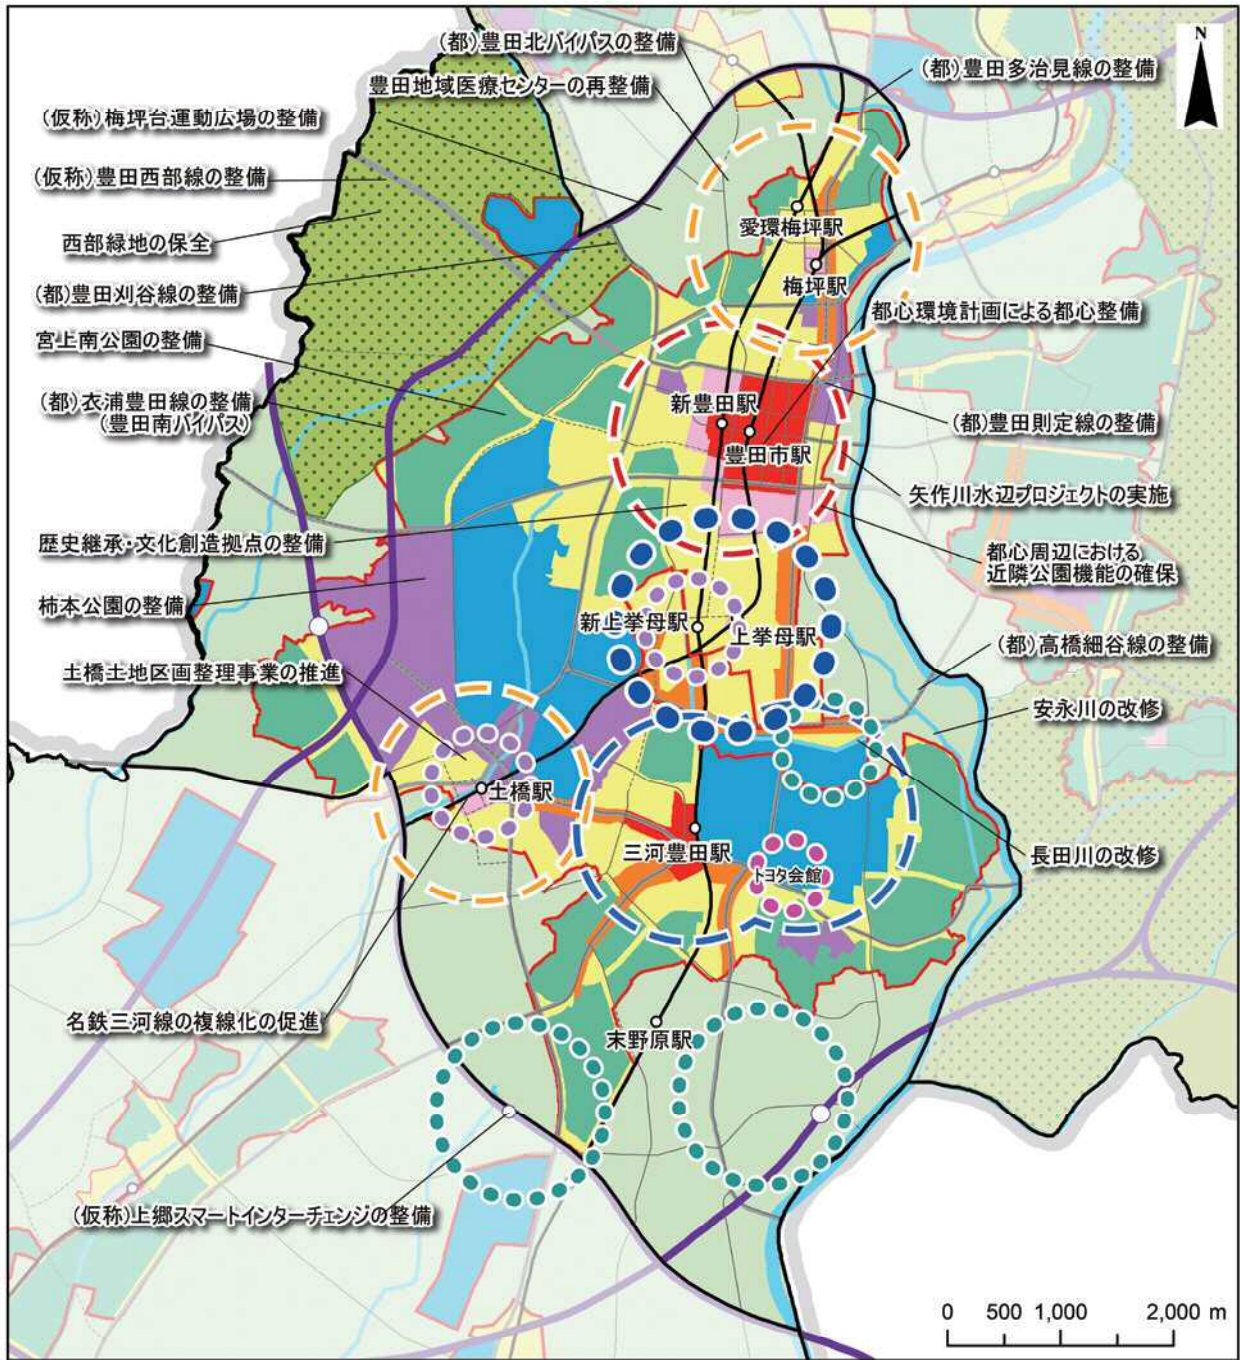 (都)豊田北バイパスの整備
N
(都)豊田多治見線の整備
豊田地域医療センターの再整備
(仮称)梅坪台運動広場の整備
(仮称)豊田西部線の整備
愛環梅坪駅
西部緑地の保全
梅坪駅
(都)豊田刈谷線の整備
都心環境計画による都心整備
宮上南公園の整備
(都)衣浦豊田線の整備
(豊田南バイパス)
新豊田駅
(都)豊田則定線の整備
豊田市駅
矢作川水辺プロジェクトの実施
歴史継承・文化創造拠点の整備
都心周辺における
近隣公園機能の確保
柿本公園の整備
新上挙母駅
上挙母駅
(都)高橋細谷線の整備
土橋土地区画整理事業の推進
安永川の改修
土橋駅
三河豊田駅
長田川の改修
トヨタ会館
名鉄三河線の複線化の促進
末野原駅
(仮称)上郷スマートインターチェンジの整備
0 500 1,000 2,000 m